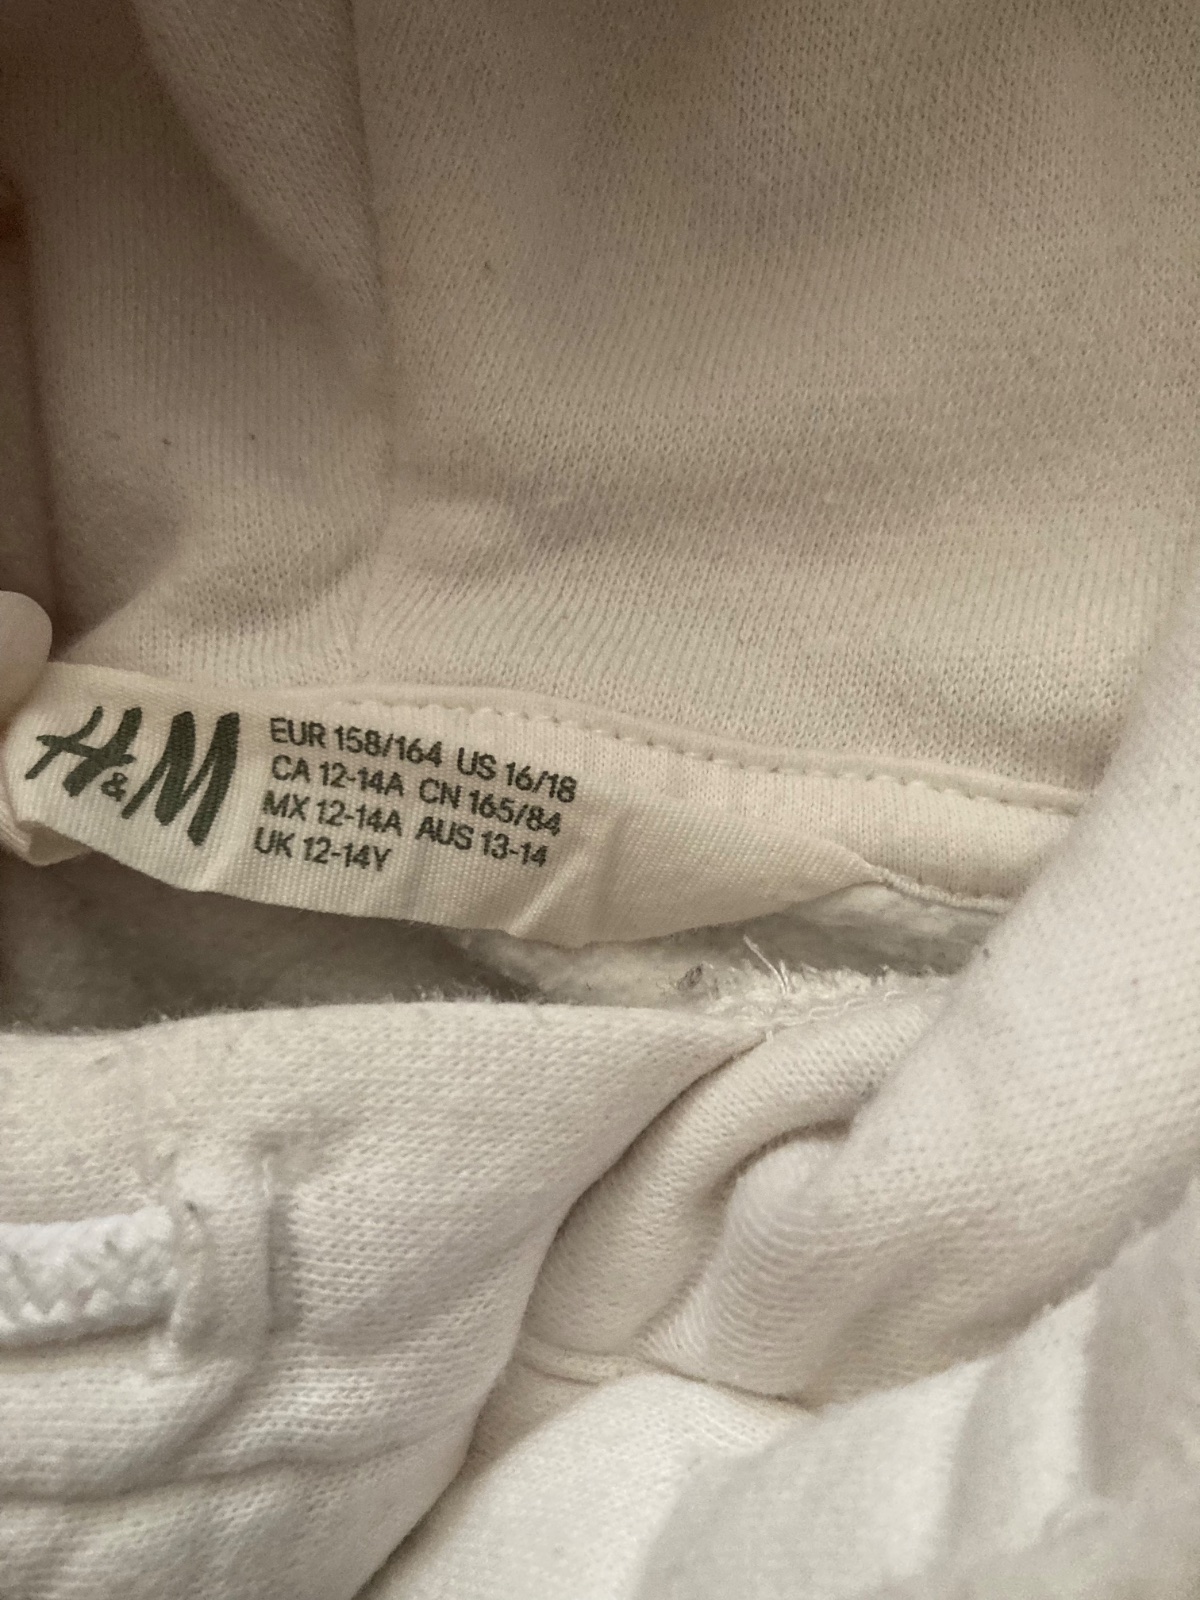 H&M
EUR 158/164 US 16/18
CA 12-14A CN 165/84
MX 12-14A AUS 13-14
UK 12-14Y